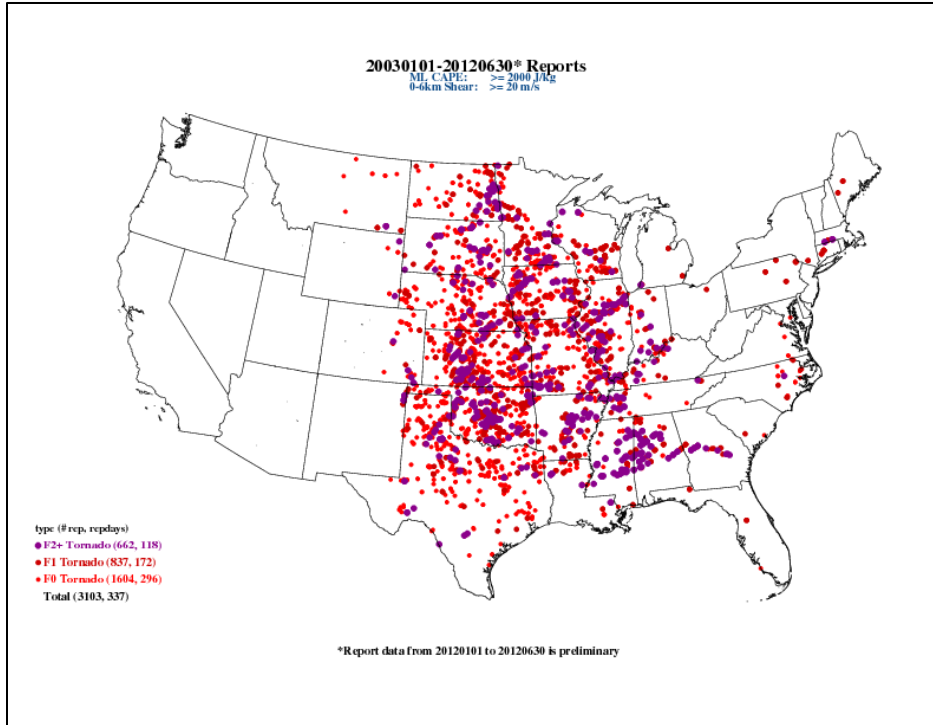 20030101-20120630* Reports
ML CAPE: >= 2000 J/kg
0-6km Shear: >= 20 m/s
type (# rep, repdays)
F2+ Tornado (662, 118)
F1 Tornado (837, 172)
F0 Tornado (1604, 296)
Total (3103, 337)
*Report data from 20120101 to 20120630 is preliminary